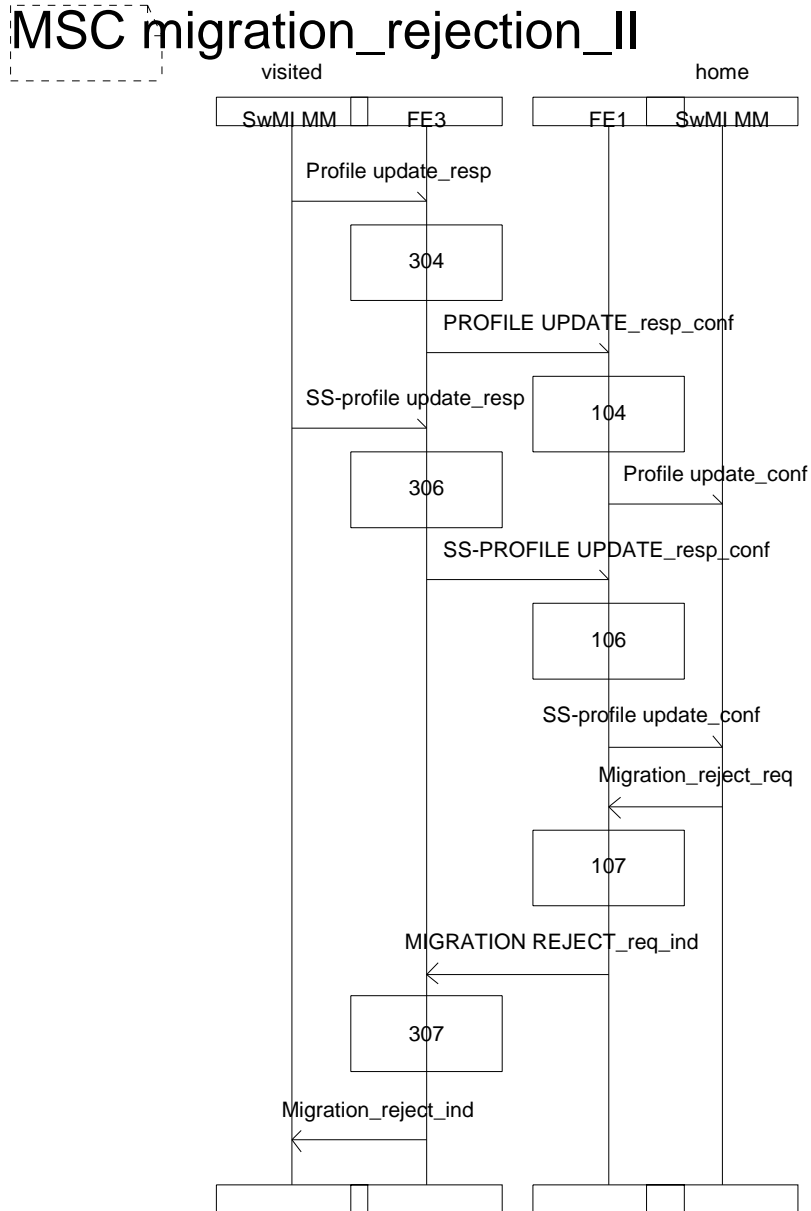 MSC migration_rejection_II
visited home
SwMI MM FE3 FE1 SwMI MM
Profile update_resp
304
PROFILE UPDATE_resp_conf
SS-profile update_resp
104
Profile update_conf
306
SS-PROFILE UPDATE_resp_conf
106
SS-profile update_conf
Migration_reject_req
107
MIGRATION REJECT_req_ind
307
Migration_reject_ind